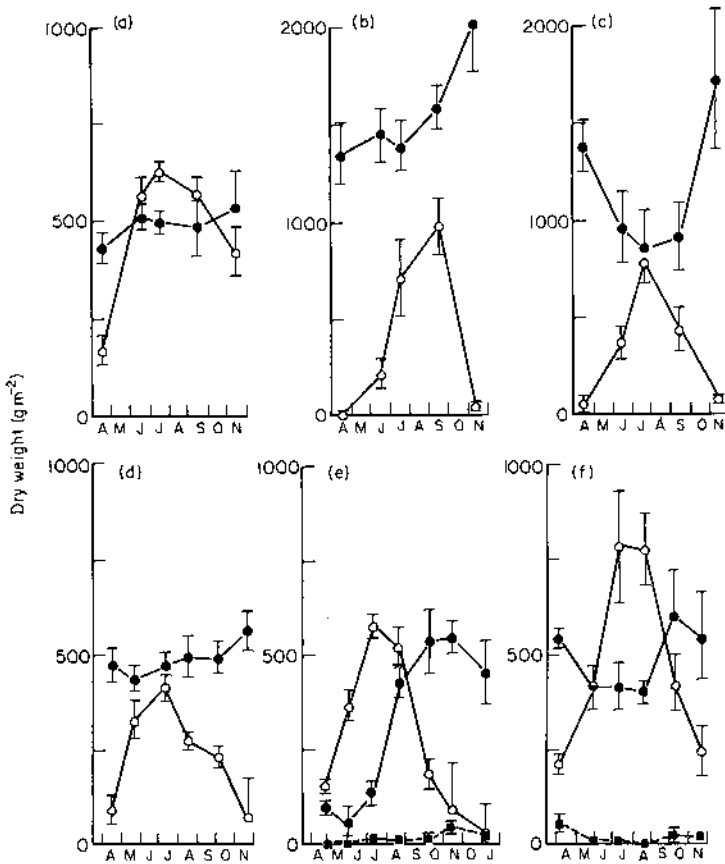 Dry weight (gm⁻²)
1000 (a)
500
0
A M J J A S O N
2000 (b)
1000
0
A M J J A S O N
2000 (c)
1000
0
A M J J A S O N
1000 (d)
500
0
A M J J A S O N
1000 (e)
500
0
A M J J A S O N D J
1000 (f)
500
0
A M J J A S O N